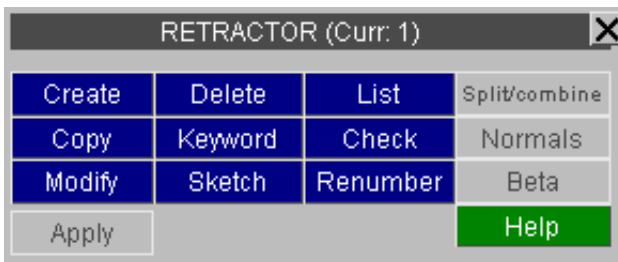 RETRACTOR (Curr: 1) X
Create Delete List Split/combine
Copy Keyword Check Normals
Modify Sketch Renumber Beta
Apply Help